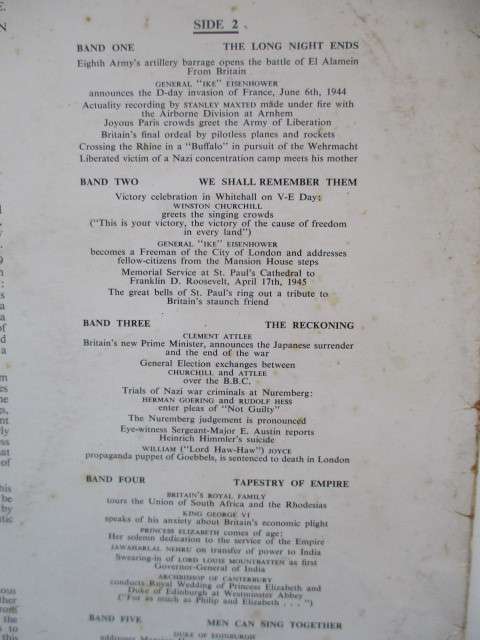 SIDE 2
BAND ONE THE LONG NIGHT ENDS
Eighth Army's artillery barrage opens the battle of El Alamein
From Britain
GENERAL "IKE" EISENHOWER
announces the D-day invasion of France, June 6th, 1944
Actuality recording by STANLEY MAXTED made under fire with
the Airborne Division at Arnhem
Joyous Paris crowds greet the Army of Liberation
Britain's final ordeal by pilotless planes and rockets
Crossing the Rhine in a "Buffalo" in pursuit of the Wehrmacht
Liberated victim of a Nazi concentration camp meets his mother
BAND TWO WE SHALL REMEMBER THEM
Victory celebration in Whitehall on V-E Day:
WINSTON CHURCHILL
greets the singing crowds
("This is your victory, the victory of the cause of freedom
in every land")
GENERAL "IKE" EISENHOWER
becomes a Freeman of the City of London and addresses
fellow-citizens from the Mansion House steps
Memorial Service at St. Paul's Cathedral to
Franklin D. Roosevelt, April 17th, 1945
The great bells of St. Paul's ring out a tribute to
Britain's staunch friend
BAND THREE THE RECKONING
CLEMENT ATTLEE
Britain's new Prime Minister, announces the Japanese surrender
and the end of the war
General Election exchanges between
CHURCHILL and ATTLEE
over the B.B.C.
Trials of Nazi war criminals at Nuremberg:
HERMAN GOERING and RUDOLF HESS
enter pleas of "Not Guilty"
The Nuremberg judgement is pronounced
Eye-witness Sergeant-Major E. Austin reports
Heinrich Himmler's suicide
WILLIAM ("Lord Haw-Haw") JOYCE
propaganda puppet of Goebbels, is sentenced to death in London
BAND FOUR TAPESTRY OF EMPIRE
BRITAIN'S ROYAL FAMILY
tours the Union of South Africa and the Rhodesias
KING GEORGE VI
speaks of his anxiety about Britain's economic plight
PRINCESS ELIZABETH comes of age:
Her solemn dedication to the service of the Empire
JAWAHARLAL NEHRU on transfer of power to India
Swearing-in of LORD LOUIS MOUNTBATTEN as first
Governor-General of India
ARCHBISHOP OF CANTERBURY
conducts Royal Wedding of Princess Elizabeth and
Duke of Edinburgh at Westminster Abbey
("For as much as Philip and Elizabeth . . . ")
BAND FIVE MEN CAN SING TOGETHER
DUKE OF EDINBURGH